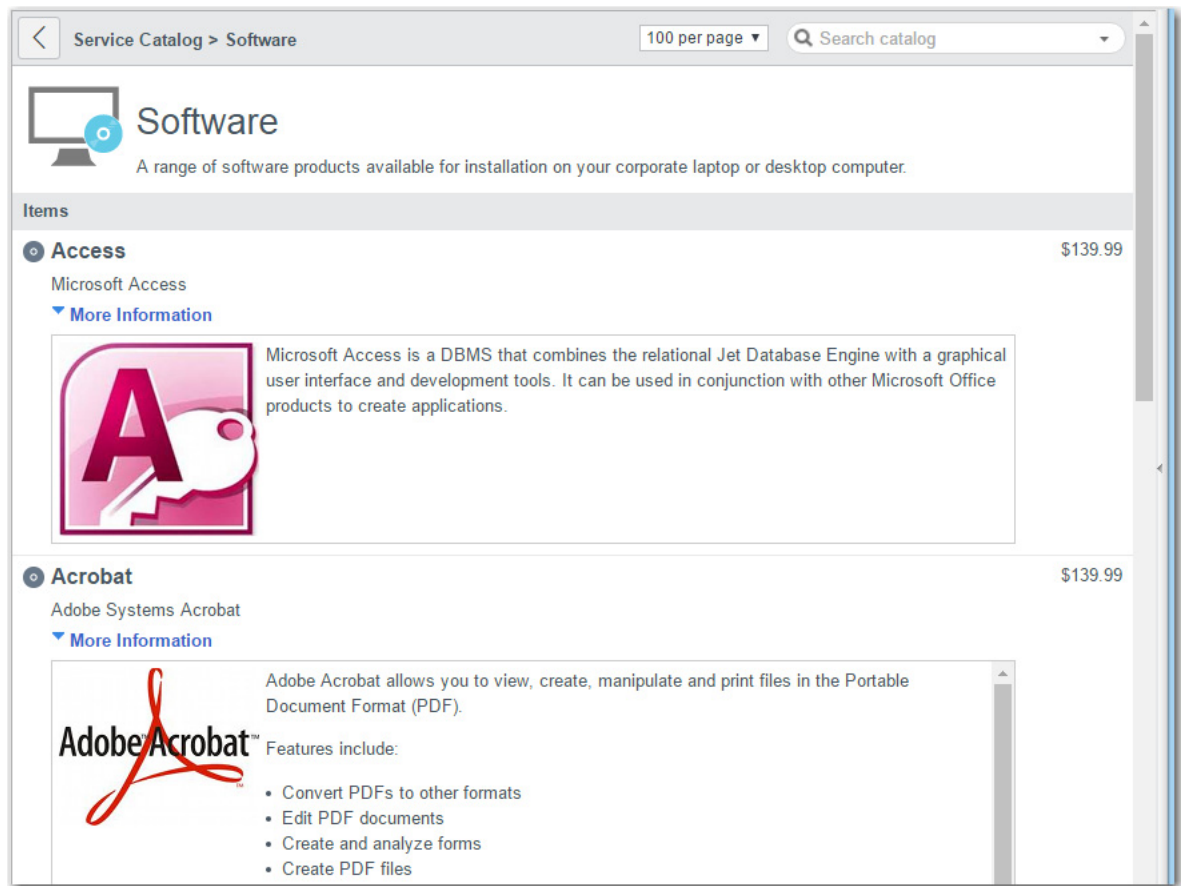 Service Catalog > Software
100 per page ▼
Search catalog
Software
A range of software products available for installation on your corporate laptop or desktop computer.
Items
Access
$139.99
Microsoft Access
More Information
A
Microsoft Access is a DBMS that combines the relational Jet Database Engine with a graphical
user interface and development tools. It can be used in conjunction with other Microsoft Office
products to create applications.
Acrobat
$139.99
Adobe Systems Acrobat
More Information
Adobe Acrobat allows you to view, create, manipulate and print files in the Portable
Document Format (PDF).
Adobe™ Acrobat™
Features include:
• Convert PDFs to other formats
• Edit PDF documents
• Create and analyze forms
• Create PDF files